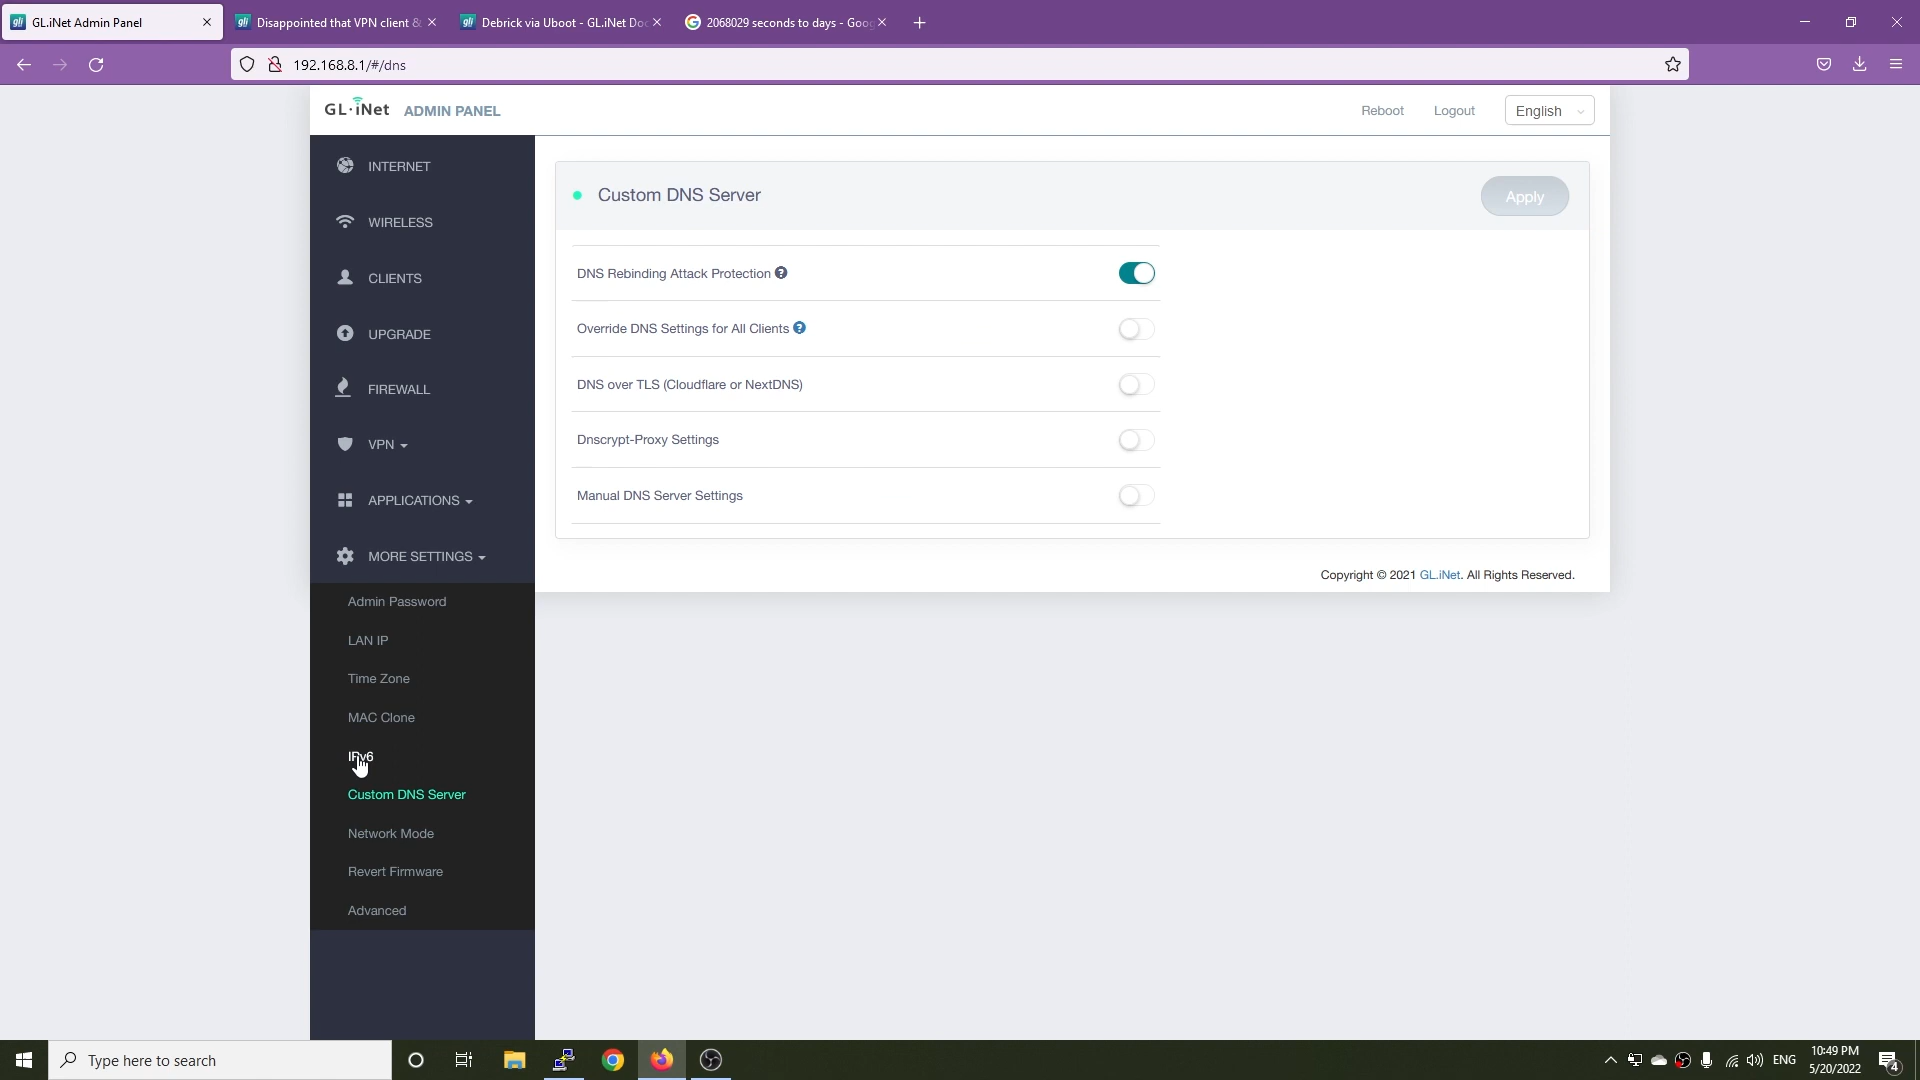 GL.iNet Admin Panel
Disappointed that VPN client &
Debrick via Uboot - GL.iNet Do
2068029 seconds to days - Goog
192.168.8.1/#/dns
GL·iNet ADMIN PANEL
Reboot
Logout
English
INTERNET
WIRELESS
CLIENTS
UPGRADE
FIREWALL
VPN
APPLICATIONS
MORE SETTINGS
Admin Password
LAN IP
Time Zone
MAC Clone
IPv6
Custom DNS Server
Network Mode
Revert Firmware
Advanced
Custom DNS Server
Apply
DNS Rebinding Attack Protection ?
Override DNS Settings for All Clients ?
DNS over TLS (Cloudflare or NextDNS)
Dnscrypt-Proxy Settings
Manual DNS Server Settings
Copyright © 2021 GL.iNet. All Rights Reserved.
Type here to search
ENG
10:49 PM
5/20/2022
4